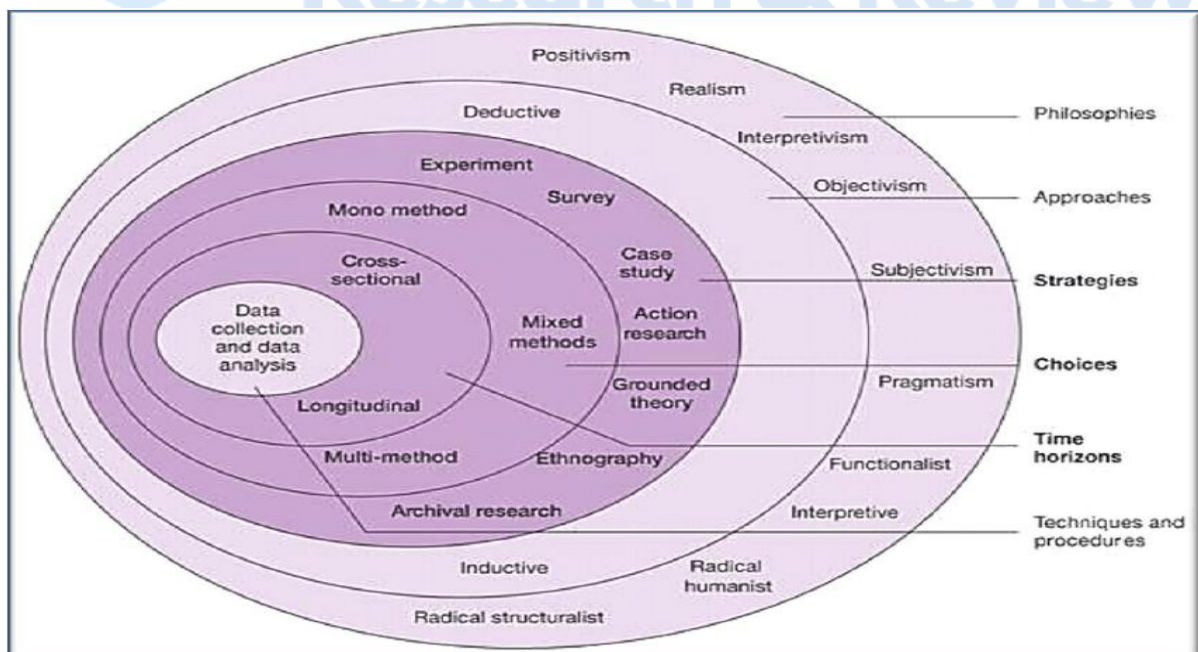 Research & Review
Positivism
Realism
Philosophies
Deductive
Interpretivism
Experiment
Objectivism
Approaches
Survey
Mono method
Cross-
sectional
Case
study
Subjectivism
Strategies
Data
collection
and data
analysis
Mixed
methods
Action
research
Choices
Pragmatism
Grounded
theory
Longitudinal
Time
horizons
Multi-method
Ethnography
Functionalist
Archival research
Interpretive
Techniques and
procedures
Inductive
Radical
humanist
Radical structuralist